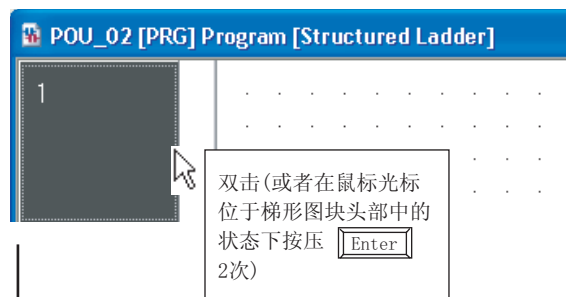 POU_02 [PRG] Program [Structured Ladder]
1
双击(或者在鼠标光标
位于梯形图块头部中的
状态下按压 Enter
2次)